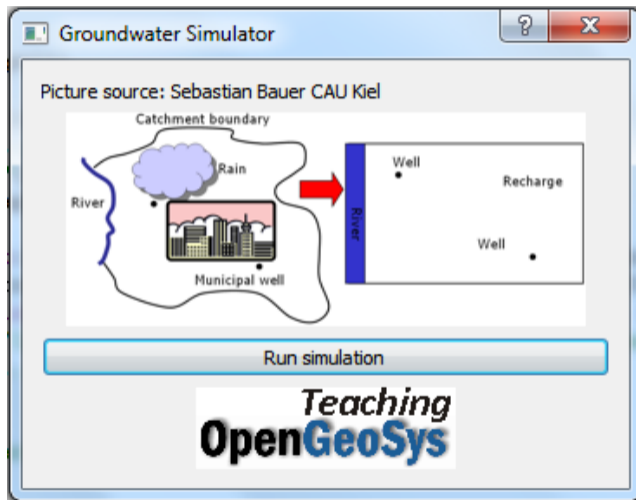 Groundwater Simulator
Picture source: Sebastian Bauer CAU Kiel
Catchment boundary
Rain
River
Municipal well
River
Well
Recharge
Well
Run simulation
Teaching
OpenGeoSys